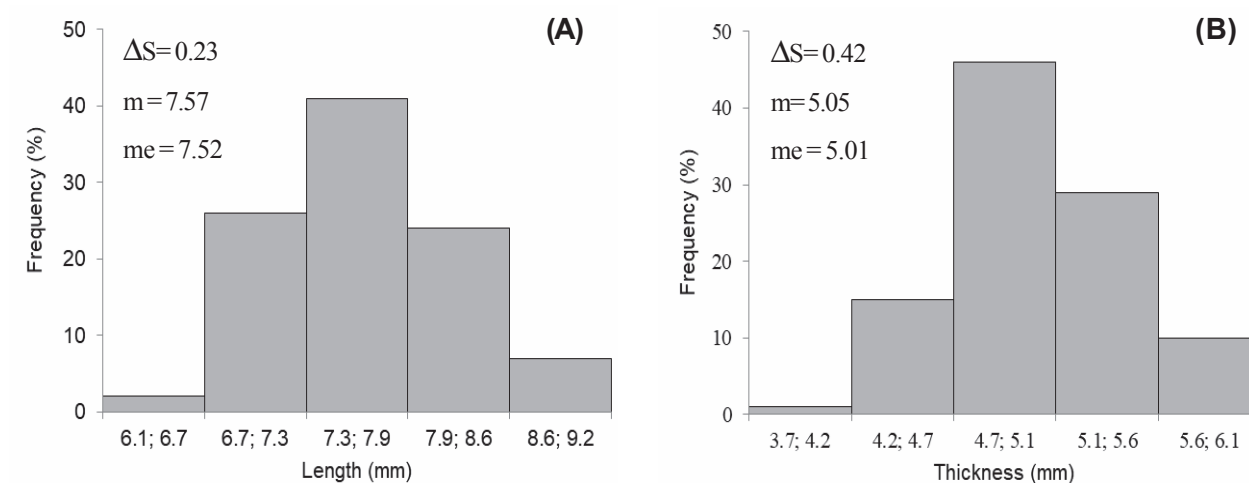 (A)
ΔS=0.23
m=7.57
me=7.52
Frequency (%)
50
40
30
20
10
0
6.1; 6.7 6.7; 7.3 7.3; 7.9 7.9; 8.6 8.6; 9.2
Length (mm)
(B)
ΔS=0.42
m=5.05
me=5.01
Frequency (%)
50
40
30
20
10
0
3.7; 4.2 4.2; 4.7 4.7; 5.1 5.1; 5.6 5.6; 6.1
Thickness (mm)